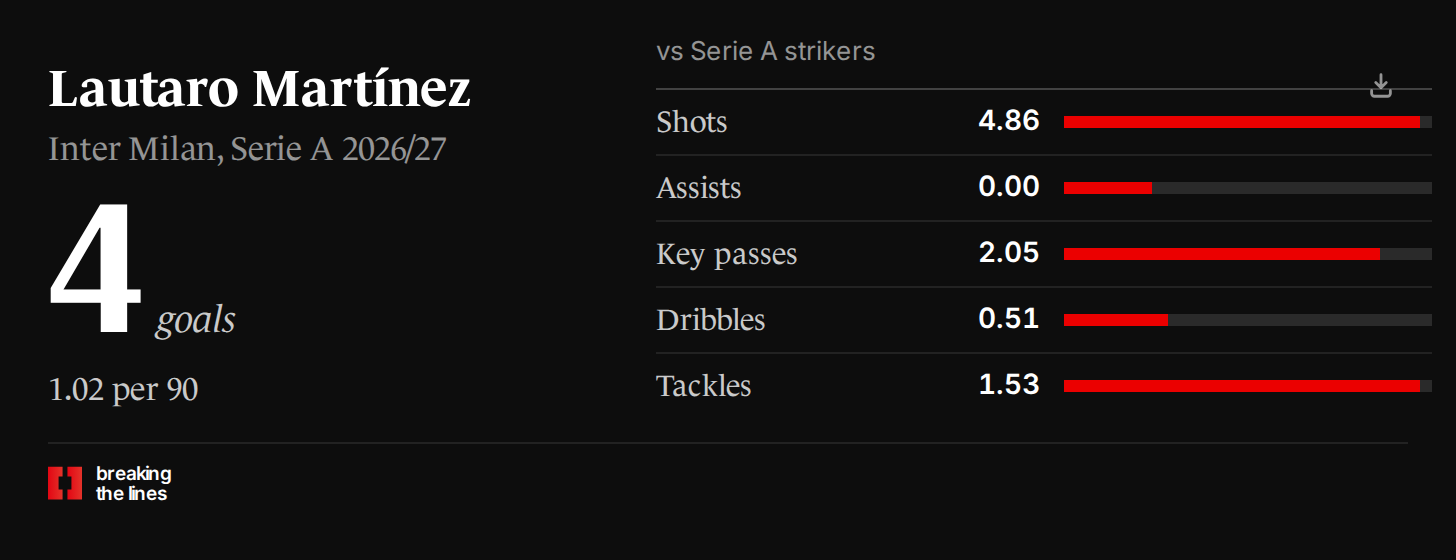 Lautaro Martínez
Inter Milan, Serie A 2026/27
4 goals
1.02 per 90
vs Serie A strikers
Shots 4.86
Assists 0.00
Key passes 2.05
Dribbles 0.51
Tackles 1.53
breaking
the lines